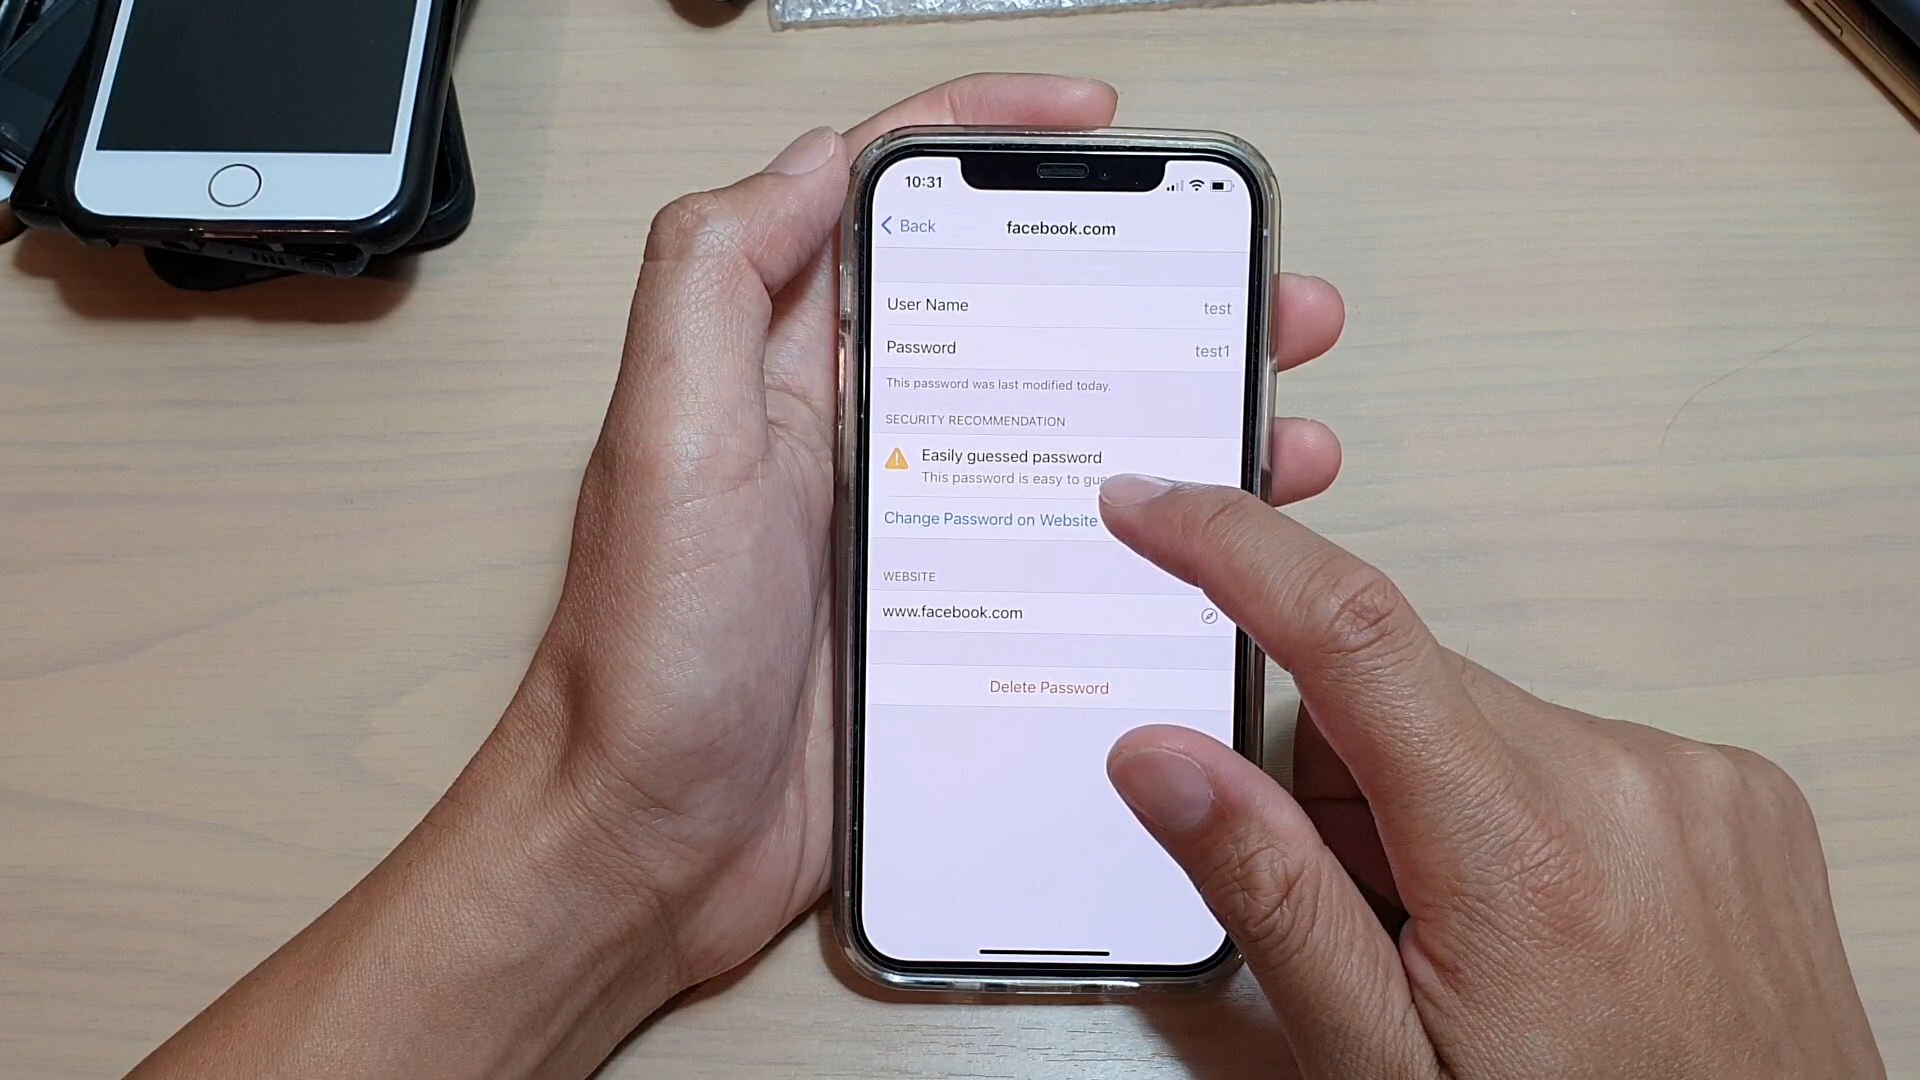 10:31
Back
facebook.com
User Name test
Password test1
This password was last modified today.
SECURITY RECOMMENDATION
Easily guessed password
This password is easy to
Change Password on Website
WEBSITE
www.facebook.com
Delete Password